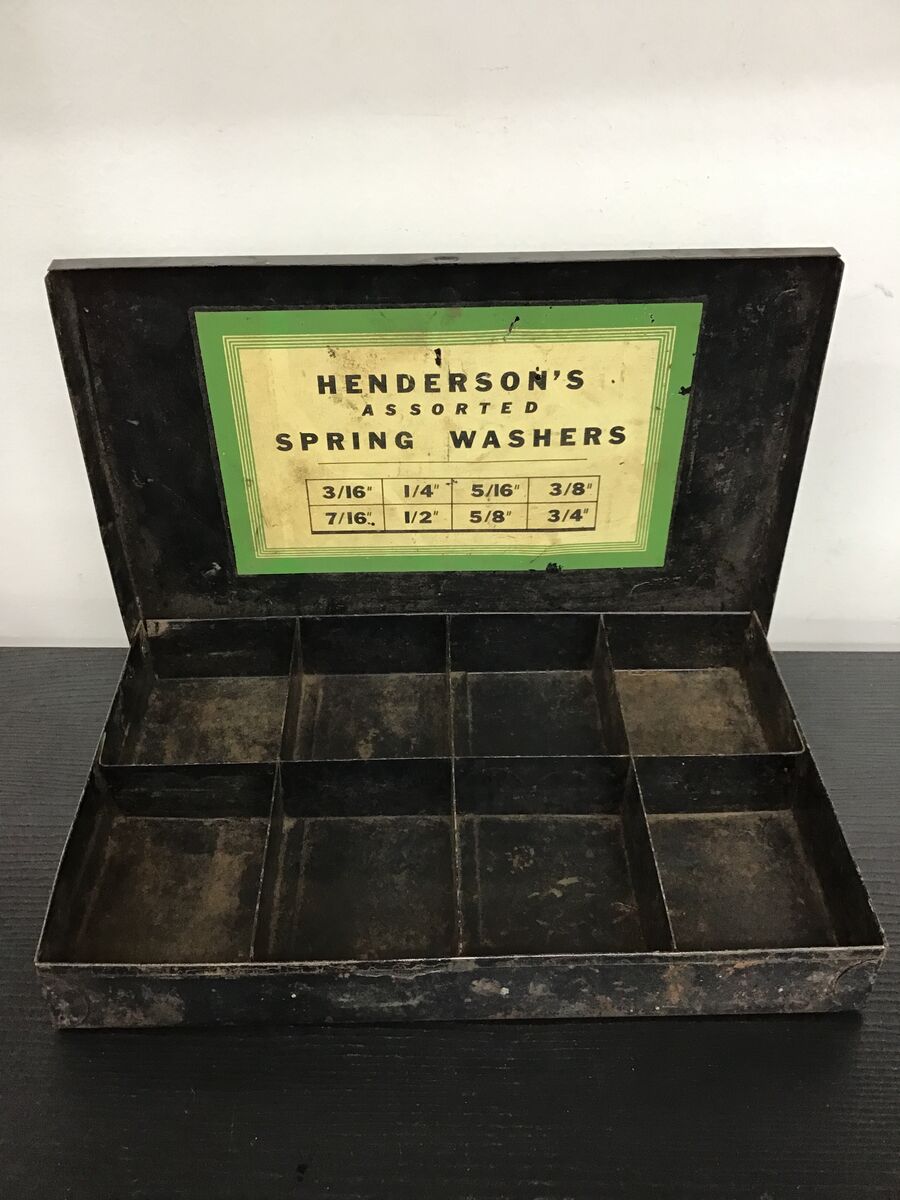 HENDERSON'S
ASSORTED
SPRING WASHERS
3/16" 1/4" 5/16" 3/8"
7/16" 1/2" 5/8" 3/4"